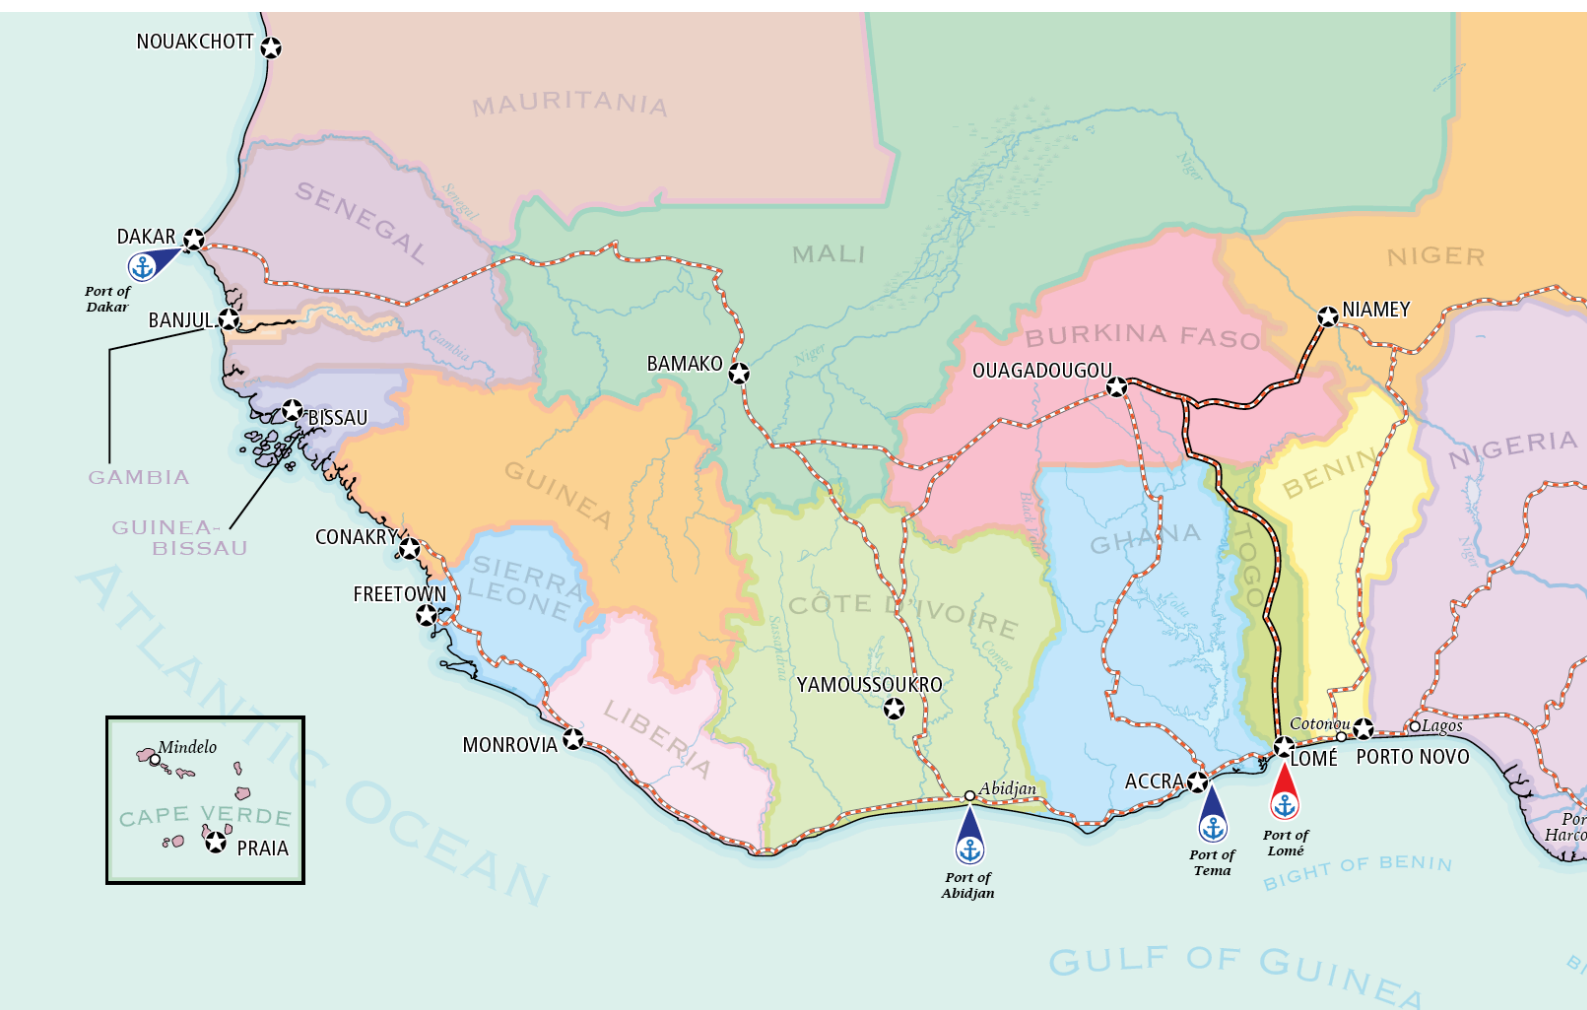 NOUAKCHOTT
MAURITANIA
Niger
SENEGAL
Senegal
DAKAR
MALI
NIGER
Port of
Dakar
BANJUL
NIAMEY
Gambia
BURKINA FASO
Niger
BAMAKO
OUAGADOUGOU
BISSAU
NIGERIA
GAMBIA
BENIN
GUINEA
GUINEA-
BISSAU
Black Volta
CONAKRY
GHANA
Niger
SIERRA
LEONE
TOGO
FREETOWN
CÔTE D'IVOIRE
Volta
Sassandra
Comoe
YAMOUSSOUKRO
ATLANTIC OCEAN
LIBERIA
Cotonou
Lagos
MONROVIA
Mindelo
LOMÉ
PORTO NOVO
ACCRA
Abidjan
CAPE VERDE
Por
Harco
PRAIA
Port of
Lomé
Port of
Tema
BIGHT OF BENIN
Port of
Abidjan
GULF OF GUINEA